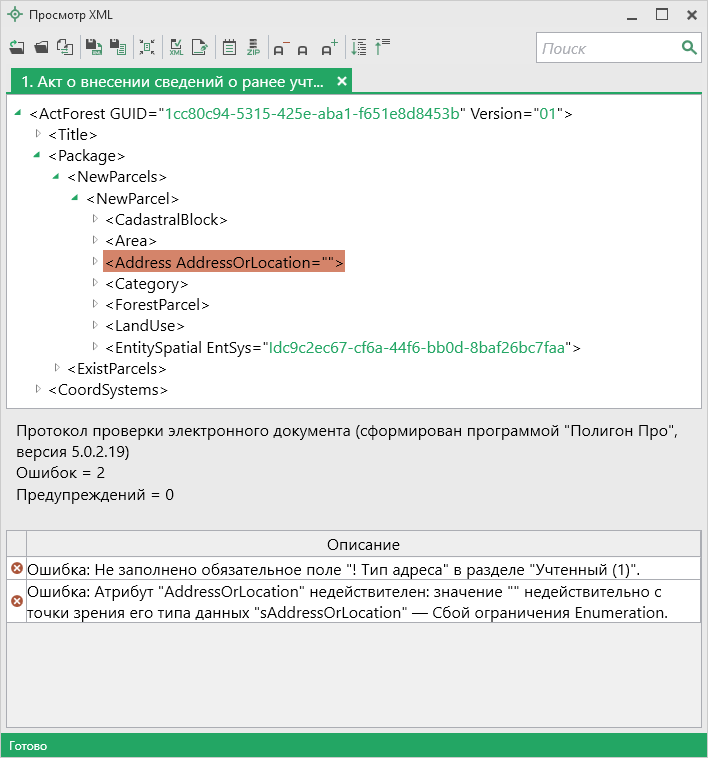 Просмотр XML
XML
ZIP
Поиск
1. Акт о внесении сведений о ранее учт...
<ActForest GUID="1cc80c94-5315-425e-aba1-f651e8d8453b" Version="01">
<Title>
<Package>
<NewParcels>
<NewParcel>
<CadastralBlock>
<Area>
<Address AddressOrLocation="">
<Category>
<ForestParcel>
<LandUse>
<EntitySpatial EntSys="Idc9c2ec67-cf6a-44f6-bb0d-8baf26bc7faa">
<ExistParcels>
<CoordSystems>
Протокол проверки электронного документа (сформирован программой "Полигон Про",
версия 5.0.2.19)
Ошибок = 2
Предупреждений = 0
Описание
Ошибка: Не заполнено обязательное поле "! Тип адреса" в разделе "Учтенный (1)".
Ошибка: Атрибут "AddressOrLocation" недействителен: значение "" недействительно с
точки зрения его типа данных "sAddressOrLocation" — Сбой ограничения Enumeration.
Готово